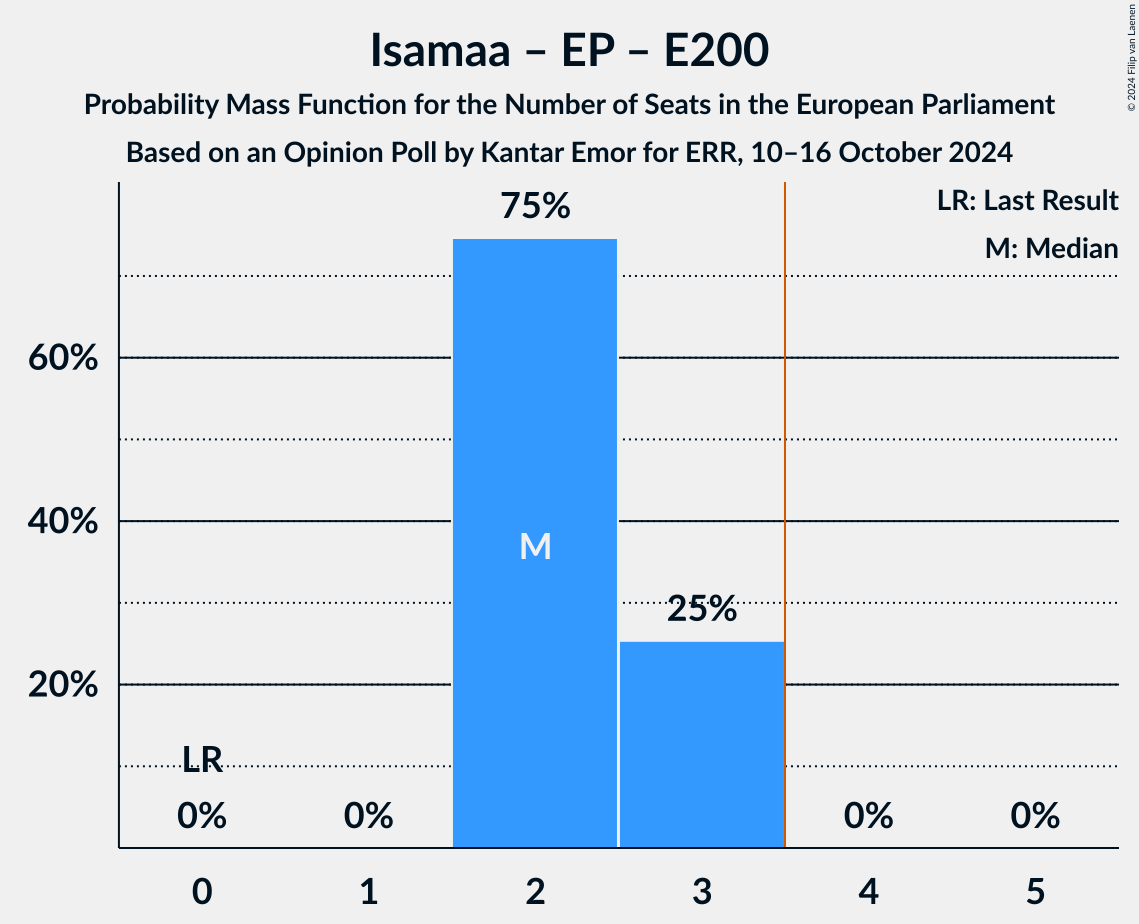 Isamaa – EP – E200
Probability Mass Function for the Number of Seats in the European Parliament
Based on an Opinion Poll by Kantar Emor for ERR, 10–16 October 2024
© 2024 Filip van Laenen
LR: Last Result
M: Median
75%
60%
40%
M
25%
20%
LR
0%
0%
0%
0%
0
1
2
3
4
5